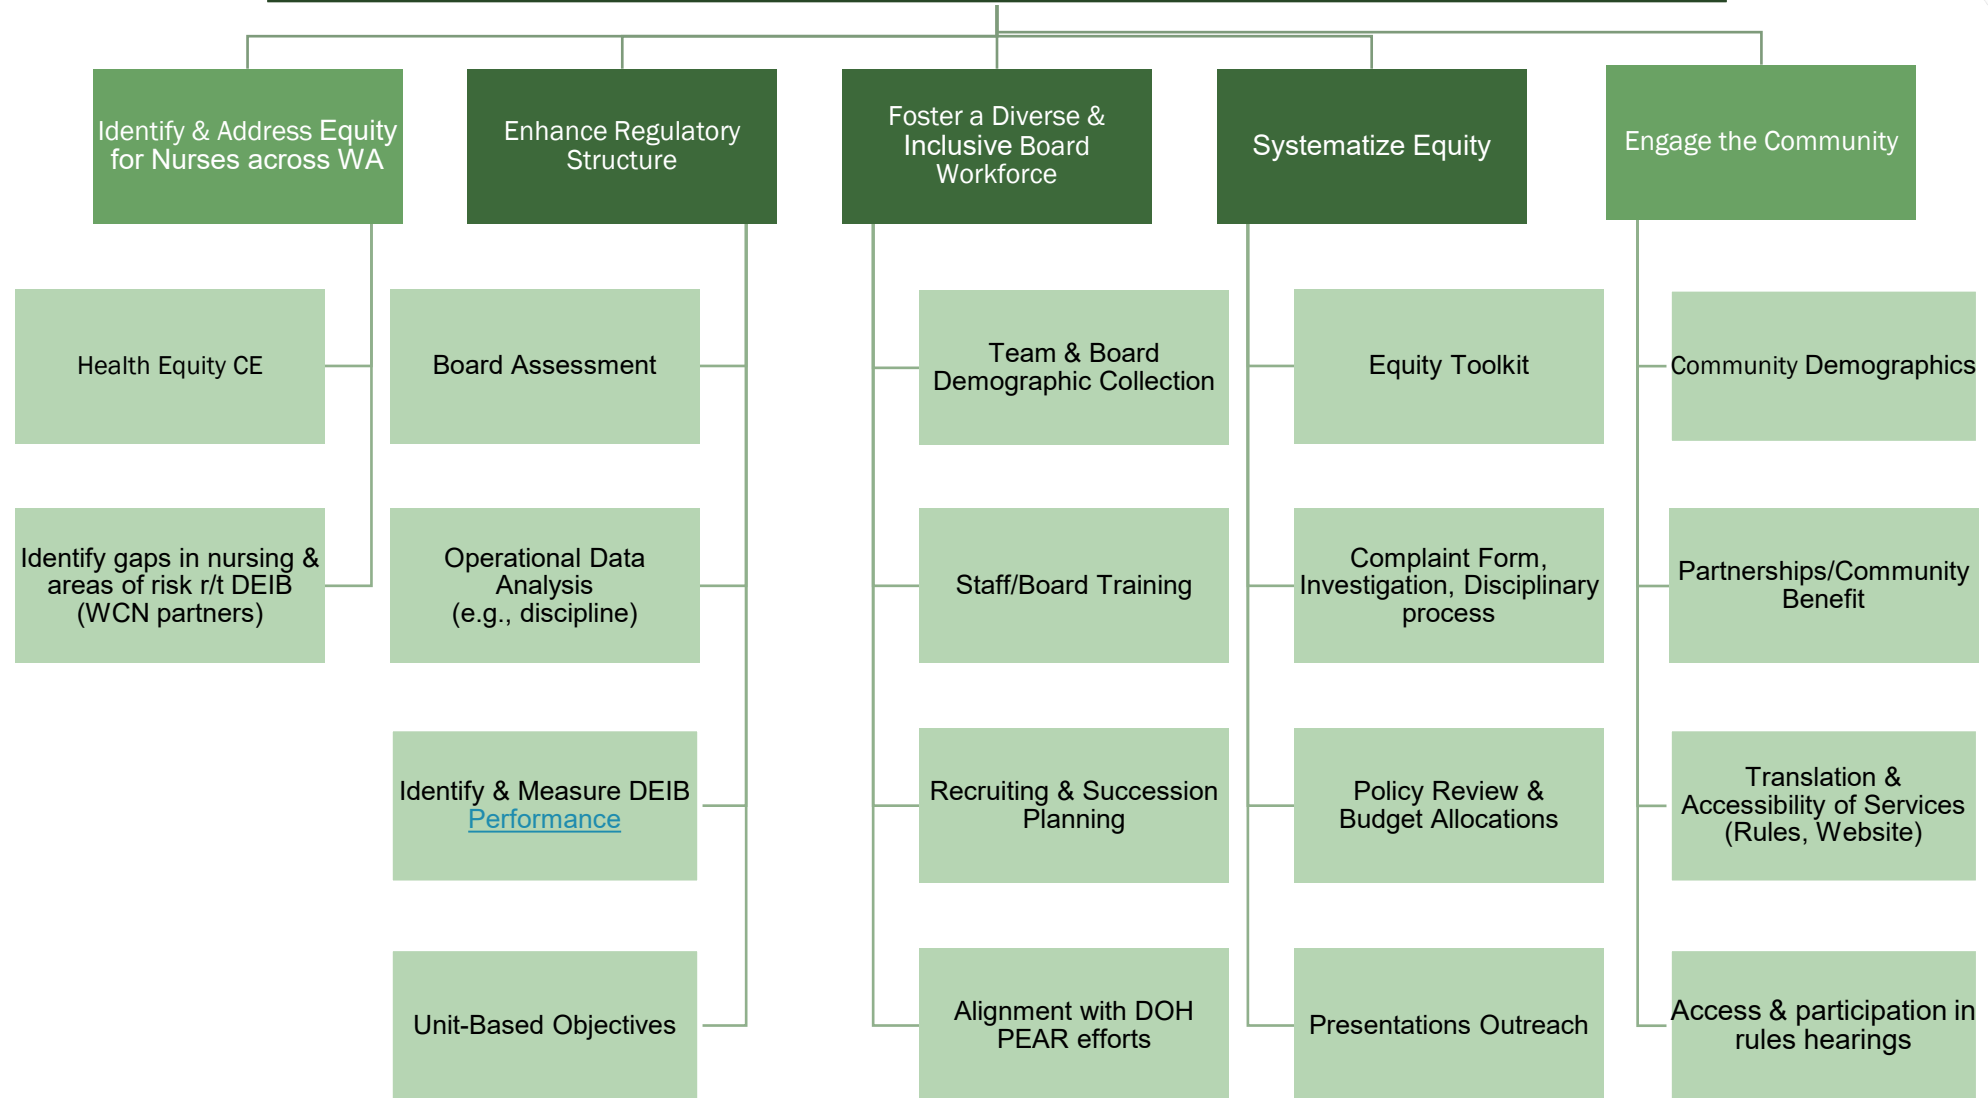 Identify & Address Equity
for Nurses across WA
Enhance Regulatory
Structure
Foster a Diverse &
Inclusive Board
Workforce
Systematize Equity
Engage the Community
Health Equity CE
Board Assessment
Team & Board
Demographic Collection
Equity Toolkit
Community Demographics
Identify gaps in nursing &
areas of risk r/t DEIB
(WCN partners)
Operational Data
Analysis
(e.g., discipline)
Staff/Board Training
Complaint Form,
Investigation, Disciplinary
process
Partnerships/Community
Benefit
Identify & Measure DEIB
Performance
Recruiting & Succession
Planning
Policy Review &
Budget Allocations
Translation &
Accessibility of Services
(Rules, Website)
Unit-Based Objectives
Alignment with DOH
PEAR efforts
Presentations Outreach
Access & participation in
rules hearings